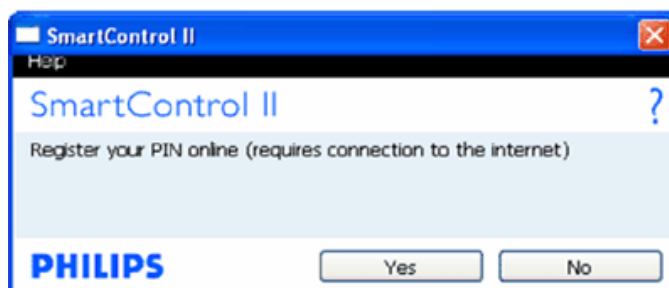 SmartControl II
Help
SmartControl II
?
Register your PIN online (requires connection to the internet)
PHILIPS
Yes
No